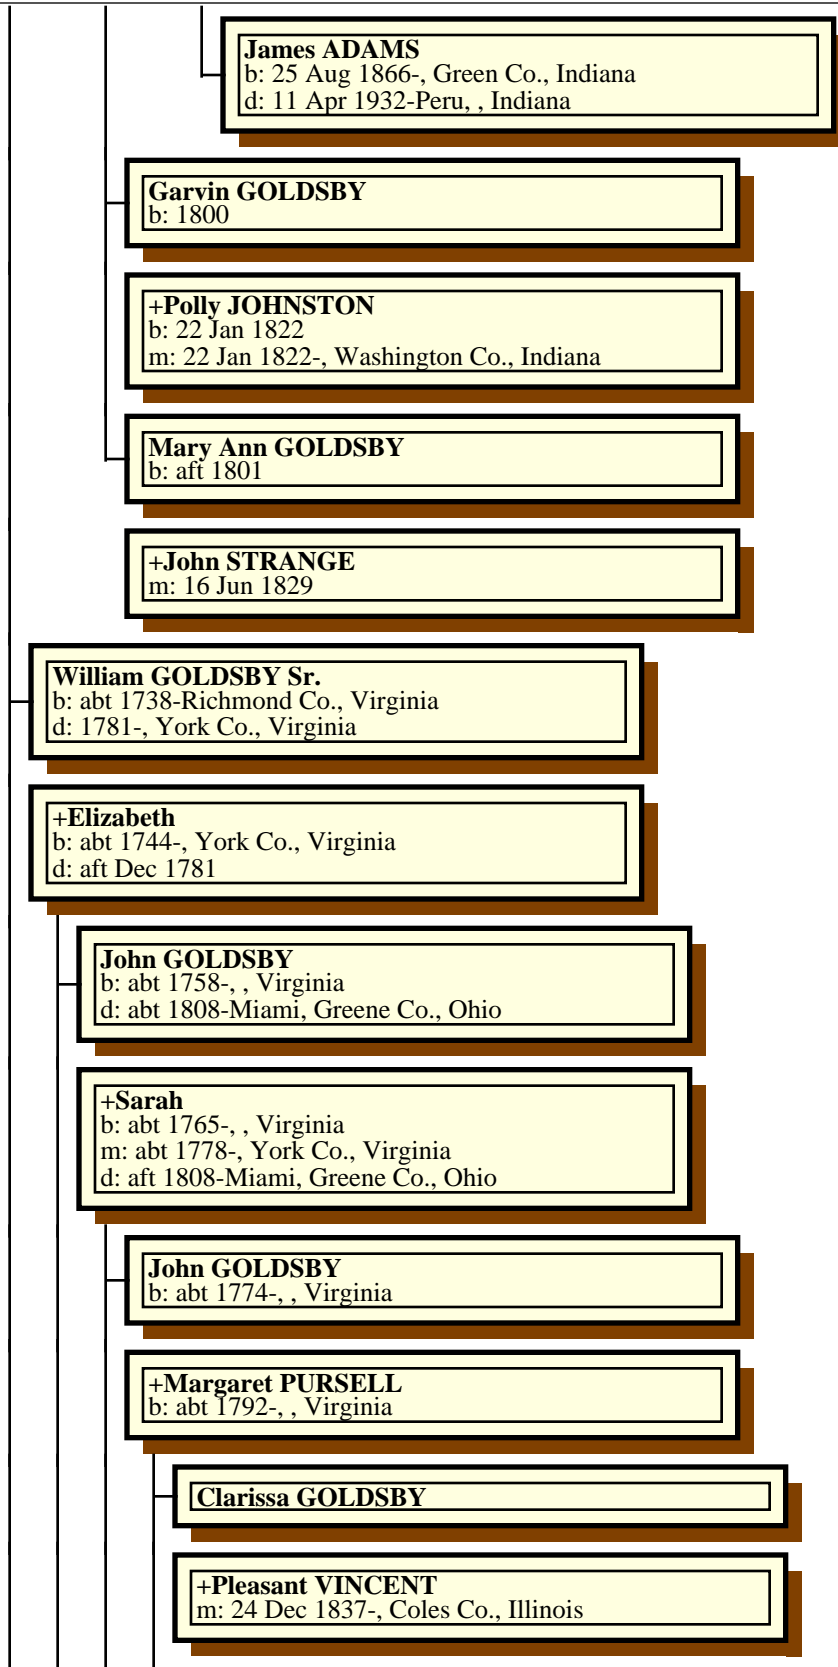 James ADAMS
b: 25 Aug 1866-, Green Co., Indiana
d: 11 Apr 1932-Peru, , Indiana
Garvin GOLDSBY
b: 1800
+Polly JOHNSTON
b: 22 Jan 1822
m: 22 Jan 1822-, Washington Co., Indiana
Mary Ann GOLDSBY
b: aft 1801
+John STRANGE
m: 16 Jun 1829
William GOLDSBY Sr.
b: abt 1738-Richmond Co., Virginia
d: 1781-, York Co., Virginia
+Elizabeth
b: abt 1744-, York Co., Virginia
d: aft Dec 1781
John GOLDSBY
b: abt 1758-, , Virginia
d: abt 1808-Miami, Greene Co., Ohio
+Sarah
b: abt 1765-, , Virginia
m: abt 1778-, York Co., Virginia
d: aft 1808-Miami, Greene Co., Ohio
John GOLDSBY
b: abt 1774-, , Virginia
+Margaret PURSELL
b: abt 1792-, , Virginia
Clarissa GOLDSBY
+Pleasant VINCENT
m: 24 Dec 1837-, Coles Co., Illinois